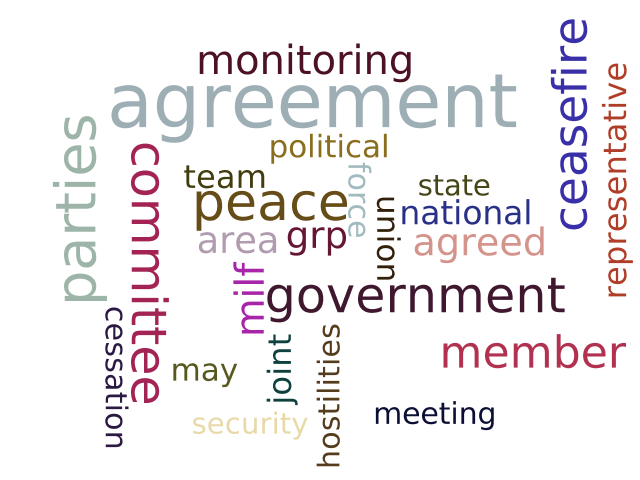 monitoring
agreement
ceasefire
representative
parties
committee
political
team
force
state
peace
union
national
area
grp
agreed
milf
government
cessation
joint
hostilities
member
may
security
meeting